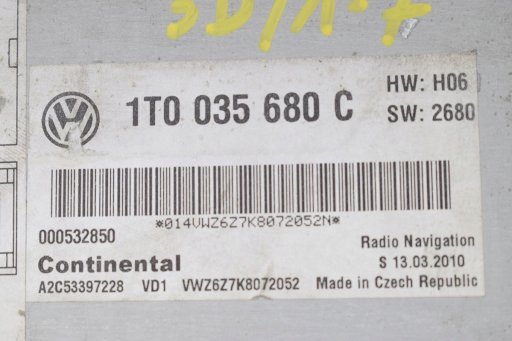 1T0 035 680 C
HW: H06
SW: 2680
*014VWZ6Z7K8072052N*
000532850
Radio Navigation
Continental
S 13.03.2010
A2C53397228 VD1 VWZ6Z7K8072052 Made in Czech Republic